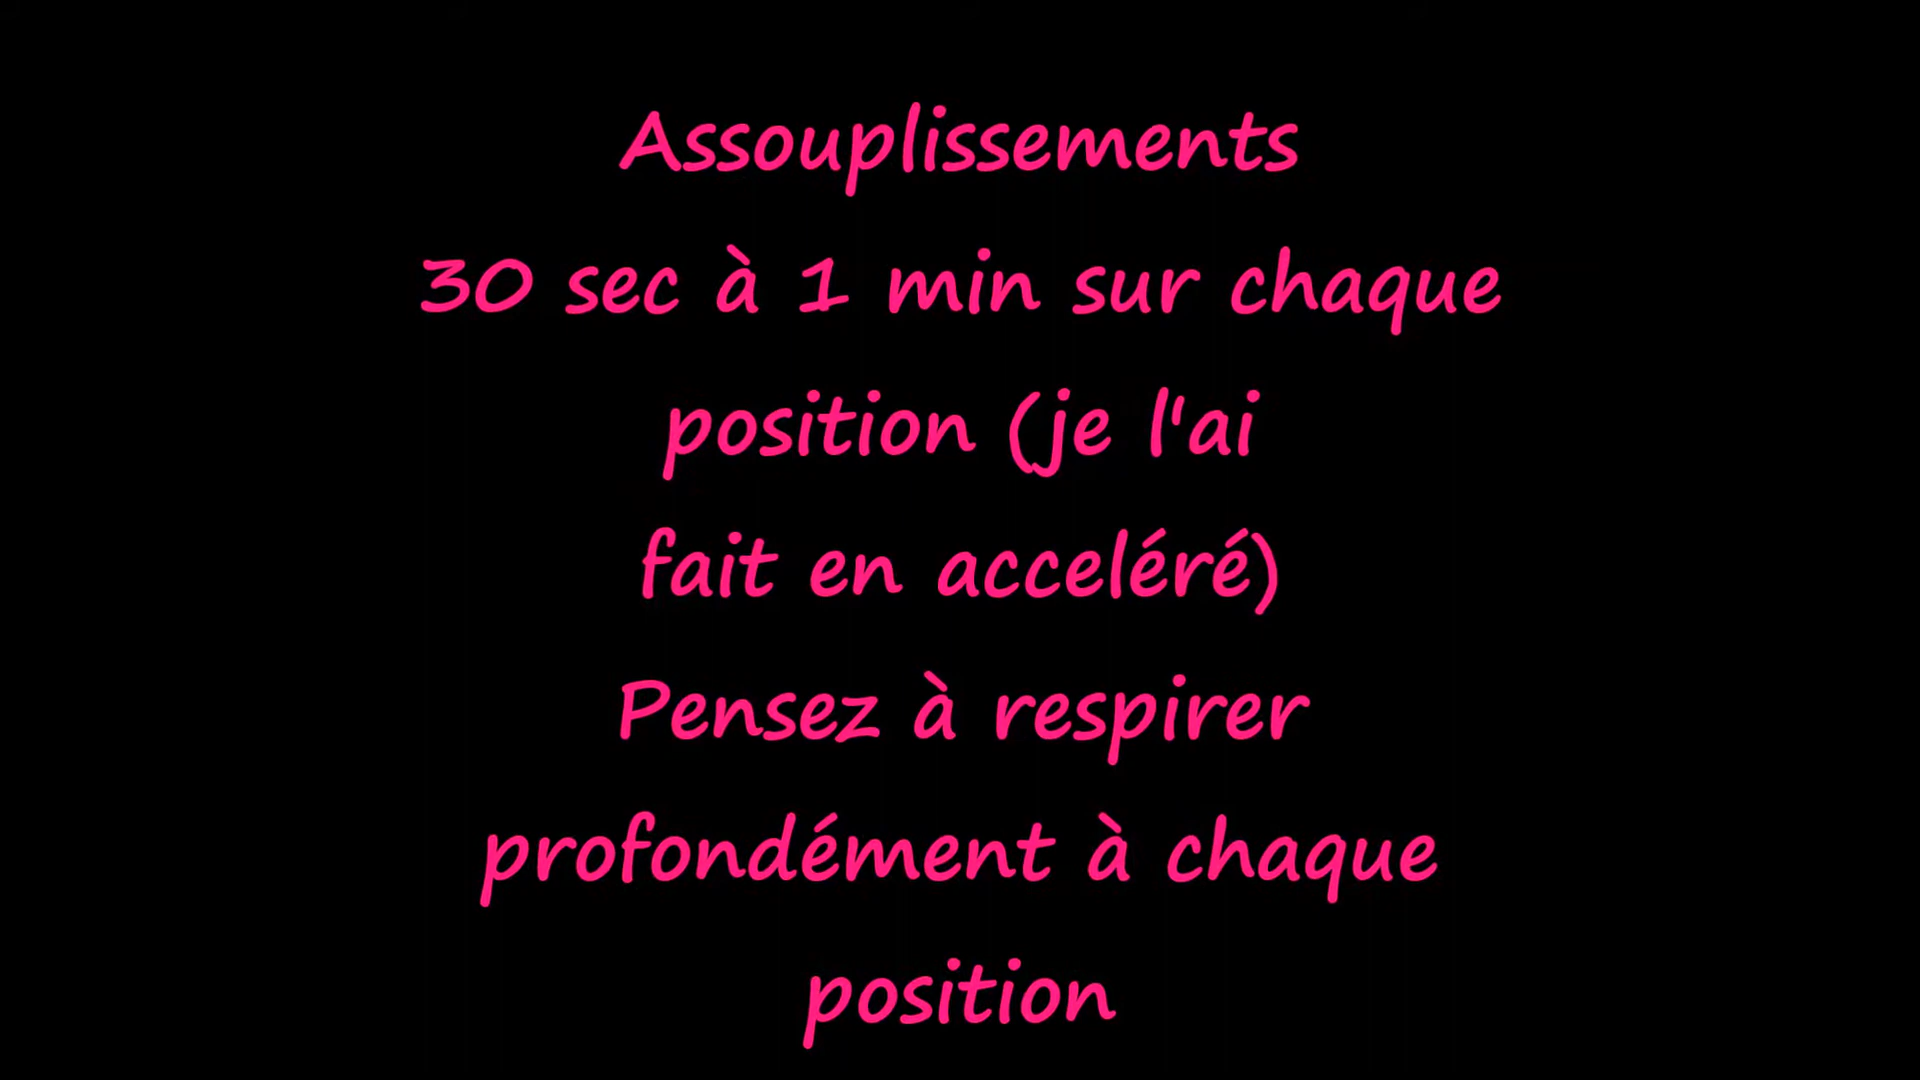 Assouplissements
30 sec à 1 min sur chaque
position (je l'ai
fait en acceléré)
Pensez à respirer
profondément à chaque
position